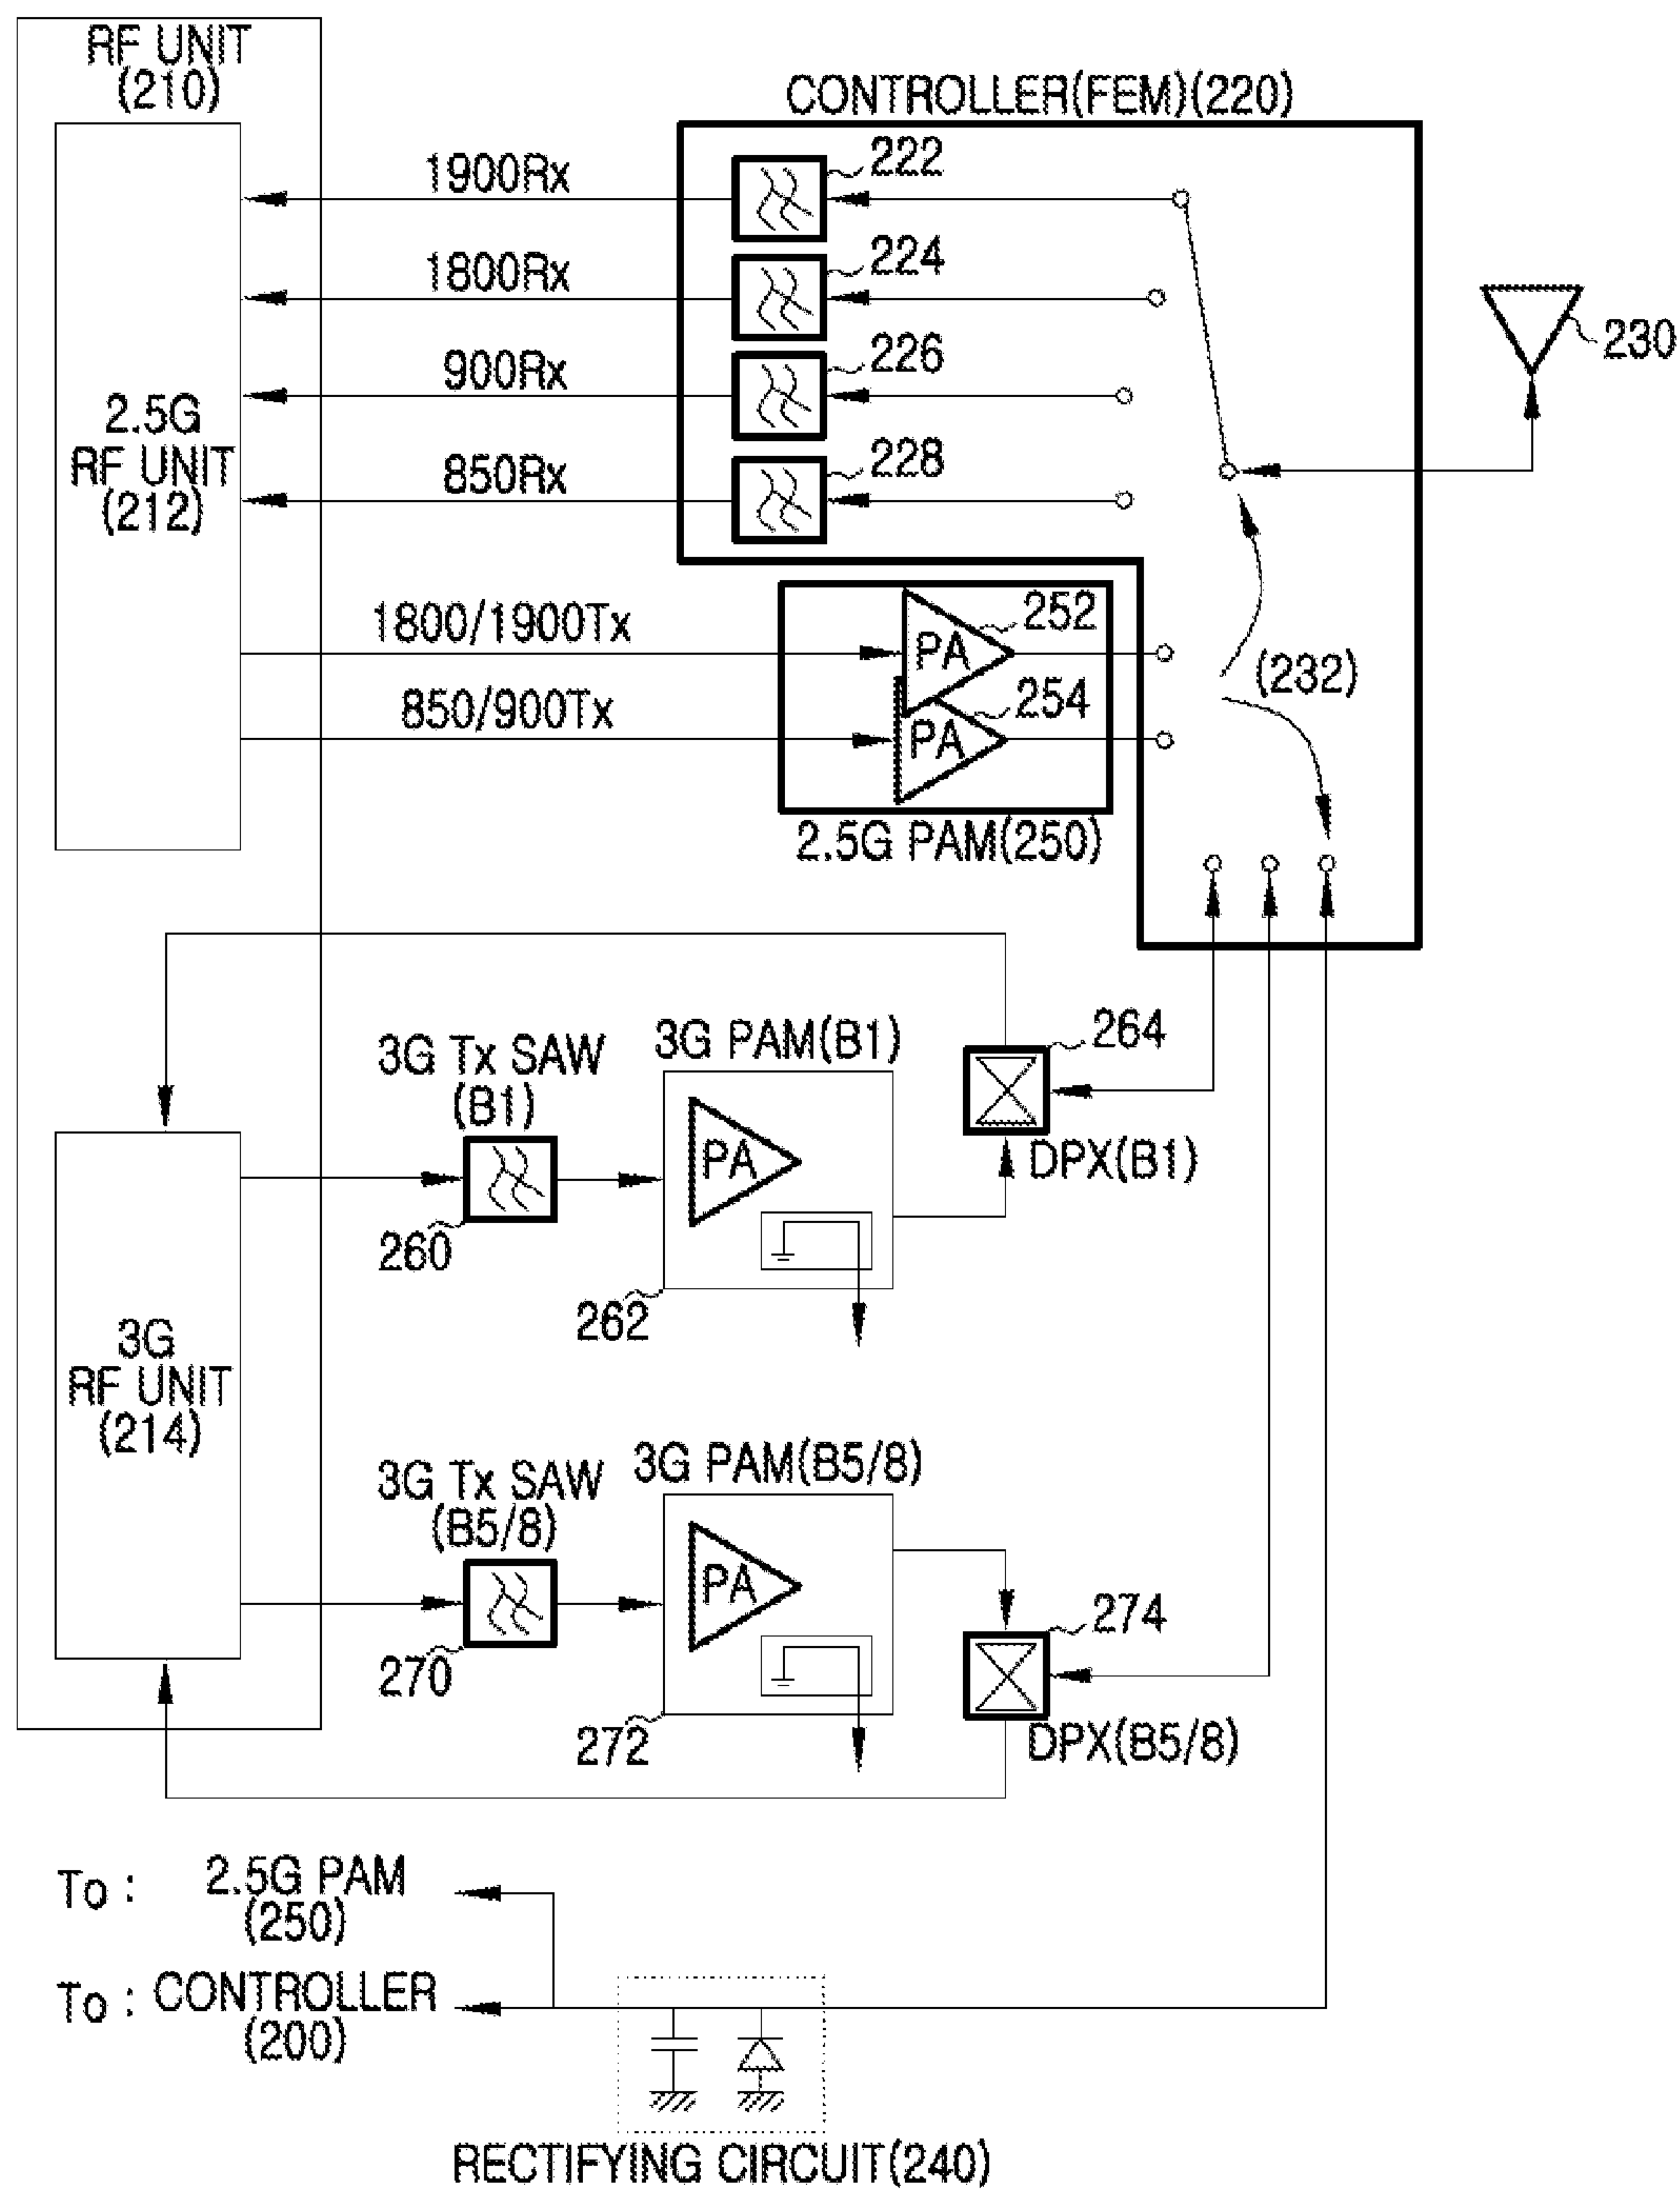 RF UNIT
(210)
CONTROLLER(FEM)(220)
1900Rx
222
1800Rx
224
230
900Rx
226
2.5G
RF UNIT
(212)
850Rx
228
1800/1900Tx
PA
252
(232)
850/900Tx
PA
254
2.5G PAM(250)
264
3G Tx SAW
(B1)
3G PAM(B1)
PA
DPX(B1)
260
262
3G
RF UNIT
(214)
3G Tx SAW
(B5/8)
3G PAM(B5/8)
PA
274
270
272
DPX(B5/8)
To : 2.5G PAM
(250)
To : CONTROLLER
(200)
RECTIFYING CIRCUIT(240)